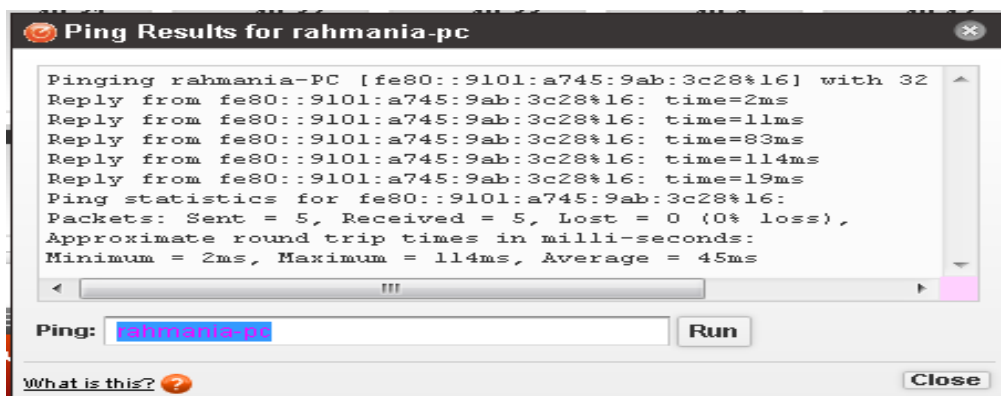 Ping Results for rahmania-pc
Pinging rahmania-PC [fe80::9101:a745:9ab:3c28%16] with 32
Reply from fe80::9101:a745:9ab:3c28%16: time=2ms
Reply from fe80::9101:a745:9ab:3c28%16: time=11ms
Reply from fe80::9101:a745:9ab:3c28%16: time=83ms
Reply from fe80::9101:a745:9ab:3c28%16: time=114ms
Reply from fe80::9101:a745:9ab:3c28%16: time=19ms
Ping statistics for fe80::9101:a745:9ab:3c28%16:
Packets: Sent = 5, Received = 5, Lost = 0 (0% loss),
Approximate round trip times in milli-seconds:
Minimum = 2ms, Maximum = 114ms, Average = 45ms
Ping: rahmania-pc Run
What is this? Close